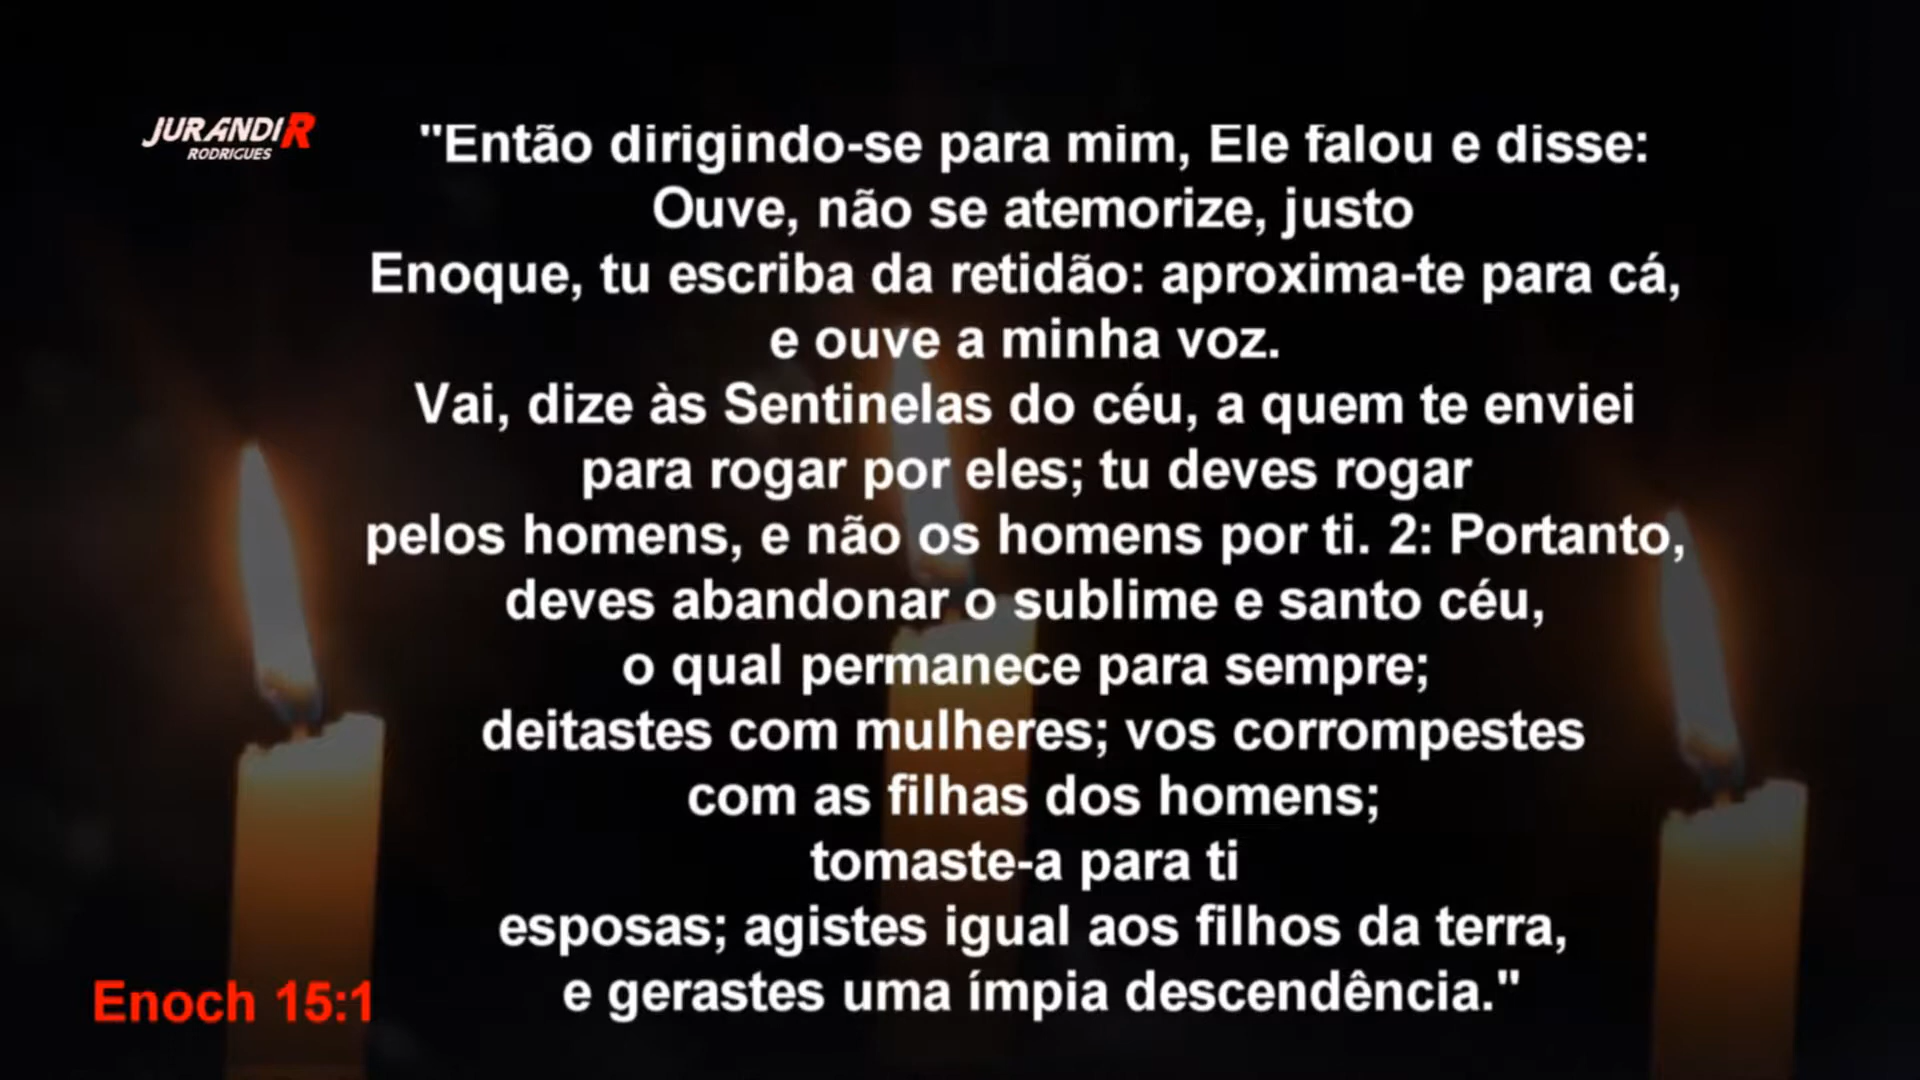 JURANDIR
RODRIGUES
"Então dirigindo-se para mim, Ele falou e disse:
Ouve, não se atemorize, justo
Enoque, tu escriba da retidão: aproxima-te para cá,
e ouve a minha voz.
Vai, dize às Sentinelas do céu, a quem te enviei
para rogar por eles; tu deves rogar
pelos homens, e não os homens por ti. 2: Portanto,
deves abandonar o sublime e santo céu,
o qual permanece para sempre;
deitastes com mulheres; vos corrompestes
com as filhas dos homens;
tomaste-a para ti
esposas; agistes igual aos filhos da terra,
e gerastes uma ímpia descendência."
Enoch 15:1